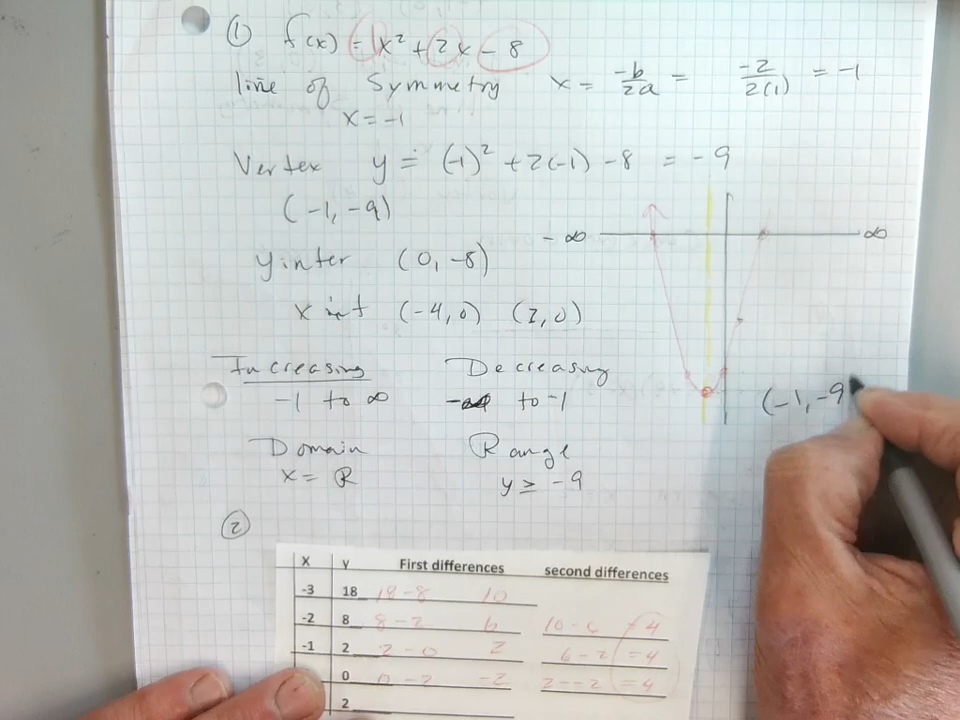 ① f(x) = 1x² + 2x - 8
line of Symmetry x = -b/2a = -2/2(1) = -1
x = -1
Vertex y = (-1)² + 2(-1) - 8 = -9
(-1, -9)
-∞ ∞
y inter (0, -8)
x int (-4, 0) (2, 0)
Increasing Decreasing
-1 to ∞ -∞ to -1
(-1, -9
Domain Range
x = ℝ y ≥ -9
②
X y First differences second differences
-3 18 18-8 10
-2 8 8-2 6 10-6 =4
-1 2 2-0 2 6-2 =4
0 0-2 -2 2--2 =4
2